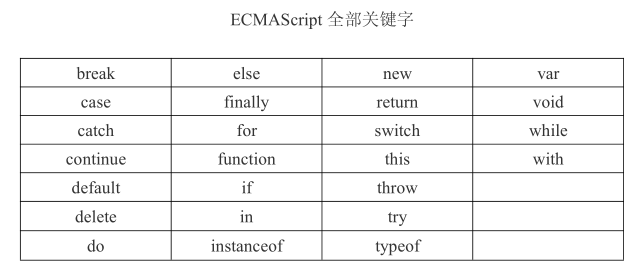 ECMAScript 全部关键字
break else new var
case finally return void
catch for switch while
continue function this with
default if throw
delete in try
do instanceof typeof